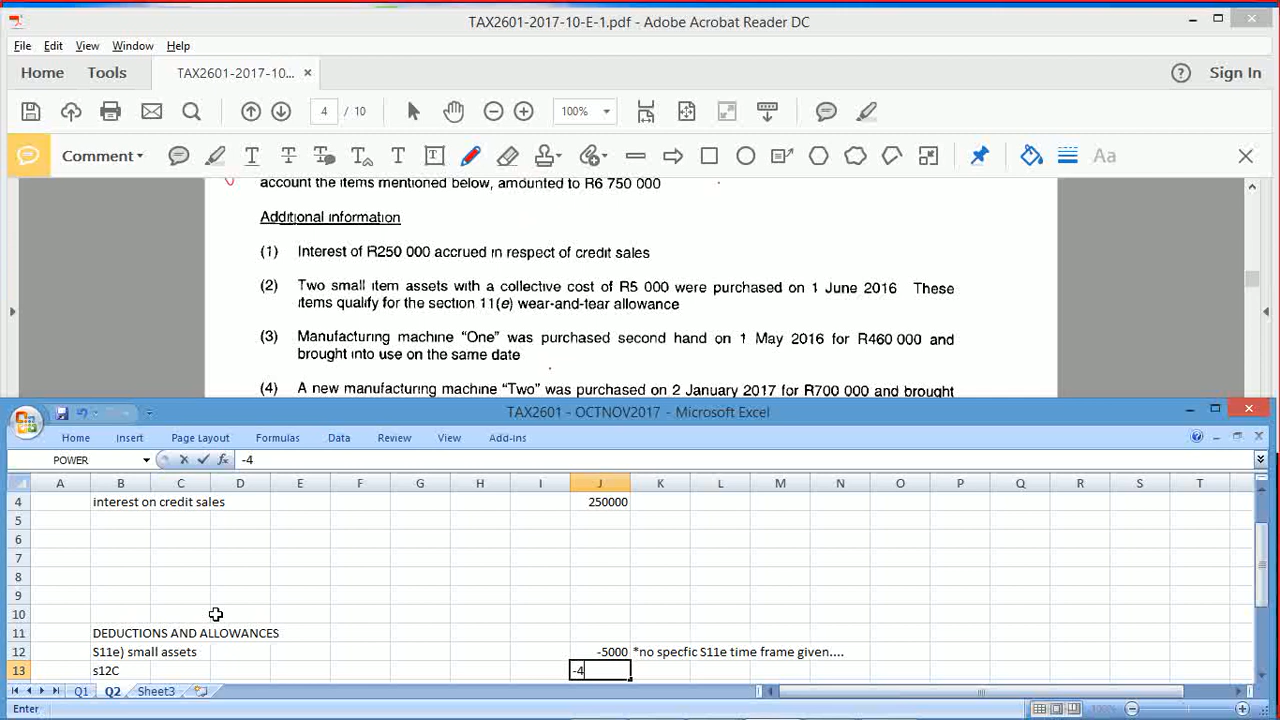 TAX2601-2017-10-E-1.pdf - Adobe Acrobat Reader DC
File Edit View Window Help
Home Tools TAX2601-2017-10... × Sign In
4 / 10 100%
Comment Aa
account the items mentioned below, amounted to R6 750 000
Additional information
(1) Interest of R250 000 accrued in respect of credit sales
(2) Two small item assets with a collective cost of R5 000 were purchased on 1 June 2016 These
items qualify for the section 11(e) wear-and-tear allowance
(3) Manufacturing machine “One” was purchased second hand on 1 May 2016 for R460 000 and
brought into use on the same date
(4) A new manufacturing machine “Two” was purchased on 2 January 2017 for R700 000 and brought
TAX2601 - OCTNOV2017 - Microsoft Excel
Home Insert Page Layout Formulas Data Review View Add-Ins
POWER fx -4
A B C D E F G H I J K L M N O P Q R S T
4 interest on credit sales 250000
5
6
7
8
9
10
11 DEDUCTIONS AND ALLOWANCES
12 S11e) small assets -5000 *no specfic S11e time frame given....
13 s12C -4
Q1 Q2 Sheet3
Enter 100%